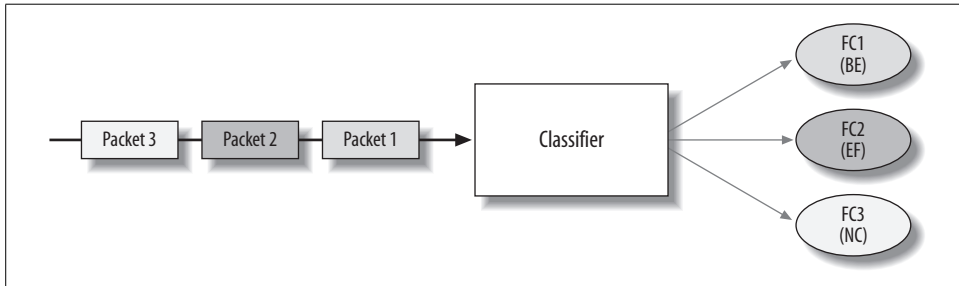 Packet 3
Packet 2
Packet 1
Classifier
FC1
(BE)
FC2
(EF)
FC3
(NC)